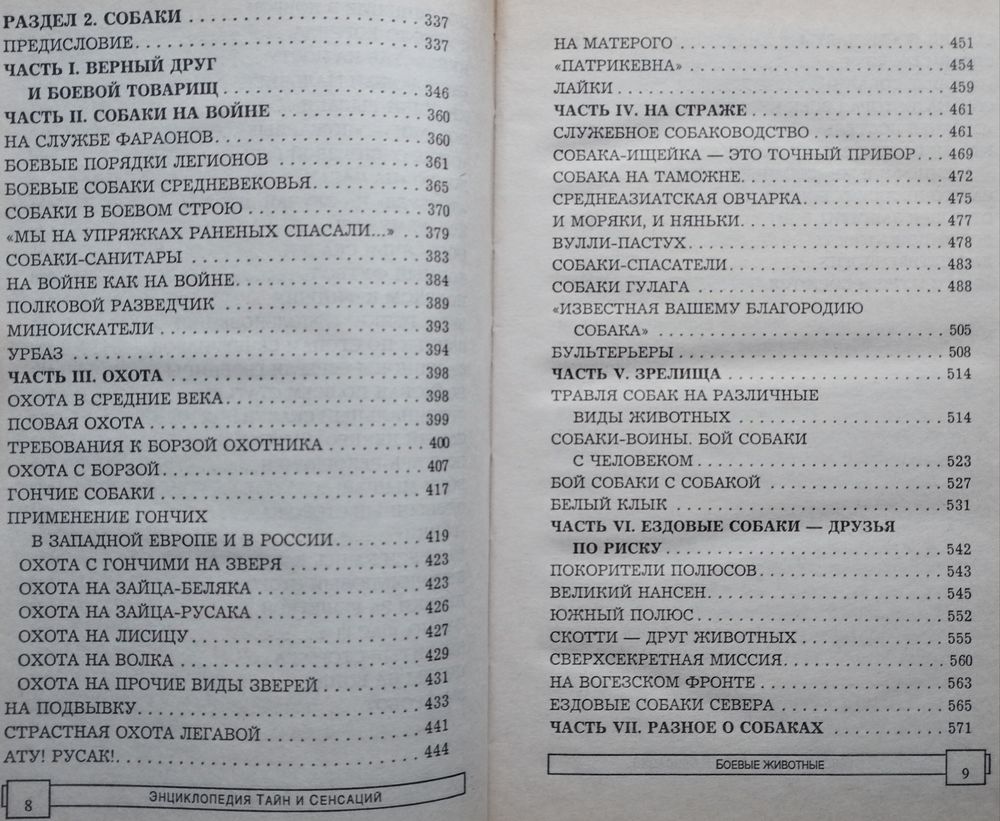 РАЗДЕЛ 2. СОБАКИ . . . . . . . . . . . . . . . . . . . . . 337
ПРЕДИСЛОВИЕ. . . . . . . . . . . . . . . . . . . . . . . . . 337
ЧАСТЬ I. ВЕРНЫЙ ДРУГ
И БОЕВОЙ ТОВАРИЩ . . . . . . . . . . . . . . . . . . 346
ЧАСТЬ II. СОБАКИ НА ВОЙНЕ . . . . . . . . . . . . . 360
НА СЛУЖБЕ ФАРАОНОВ. . . . . . . . . . . . . . . . . . 360
БОЕВЫЕ ПОРЯДКИ ЛЕГИОНОВ . . . . . . . . . . . . . 361
БОЕВЫЕ СОБАКИ СРЕДНЕВЕКОВЬЯ. . . . . . . . . . 365
СОБАКИ В БОЕВОМ СТРОЮ . . . . . . . . . . . . . . . 370
«МЫ НА УПРЯЖКАХ РАНЕНЫХ СПАСАЛИ...» . . 379
СОБАКИ-САНИТАРЫ . . . . . . . . . . . . . . . . . . . . 383
НА ВОЙНЕ КАК НА ВОЙНЕ. . . . . . . . . . . . . . . . 384
ПОЛКОВОЙ РАЗВЕДЧИК . . . . . . . . . . . . . . . . . 389
МИНОИСКАТЕЛИ . . . . . . . . . . . . . . . . . . . . . . 393
УРБАЗ . . . . . . . . . . . . . . . . . . . . . . . . . . . . . 394
ЧАСТЬ III. ОХОТА . . . . . . . . . . . . . . . . . . . . . 398
ОХОТА В СРЕДНИЕ ВЕКА. . . . . . . . . . . . . . . . . 398
ПСОВАЯ ОХОТА . . . . . . . . . . . . . . . . . . . . . . . 399
ТРЕБОВАНИЯ К БОРЗОЙ ОХОТНИКА . . . . . . . . 400
ОХОТА С БОРЗОЙ. . . . . . . . . . . . . . . . . . . . . . 407
ГОНЧИЕ СОБАКИ . . . . . . . . . . . . . . . . . . . . . . 417
ПРИМЕНЕНИЕ ГОНЧИХ
В ЗАПАДНОЙ ЕВРОПЕ И В РОССИИ. . . . . . . . 419
ОХОТА С ГОНЧИМИ НА ЗВЕРЯ . . . . . . . . . . . . 423
ОХОТА НА ЗАЙЦА-БЕЛЯКА . . . . . . . . . . . . . . 423
ОХОТА НА ЗАЙЦА-РУСАКА . . . . . . . . . . . . . . 426
ОХОТА НА ЛИСИЦУ. . . . . . . . . . . . . . . . . . . . 427
ОХОТА НА ВОЛКА . . . . . . . . . . . . . . . . . . . . . 429
ОХОТА НА ПРОЧИЕ ВИДЫ ЗВЕРЕЙ . . . . . . . . 431
НА ПОДВЫВКУ. . . . . . . . . . . . . . . . . . . . . . . . 433
СТРАСТНАЯ ОХОТА ЛЕГАВОЙ . . . . . . . . . . . . . 441
АТУ! РУСАК!. . . . . . . . . . . . . . . . . . . . . . . . . . 444
8 ЭНЦИКЛОПЕДИЯ ТАЙН И СЕНСАЦИЙ
НА МАТЕРОГО . . . . . . . . . . . . . . . . . . . . . . . . 451
«ПАТРИКЕВНА» . . . . . . . . . . . . . . . . . . . . . . . 454
ЛАЙКИ . . . . . . . . . . . . . . . . . . . . . . . . . . . . . 459
ЧАСТЬ IV. НА СТРАЖЕ . . . . . . . . . . . . . . . . . . 461
СЛУЖЕБНОЕ СОБАКОВОДСТВО . . . . . . . . . . . . 461
СОБАКА-ИЩЕЙКА — ЭТО ТОЧНЫЙ ПРИБОР. . . 469
СОБАКА НА ТАМОЖНЕ. . . . . . . . . . . . . . . . . . . 472
СРЕДНЕАЗИАТСКАЯ ОВЧАРКА. . . . . . . . . . . . . 475
И МОРЯКИ, И НЯНЬКИ. . . . . . . . . . . . . . . . . . . 477
ВУЛЛИ-ПАСТУХ. . . . . . . . . . . . . . . . . . . . . . . 478
СОБАКИ-СПАСАТЕЛИ. . . . . . . . . . . . . . . . . . . . 483
СОБАКИ ГУЛАГА . . . . . . . . . . . . . . . . . . . . . . 488
«ИЗВЕСТНАЯ ВАШЕМУ БЛАГОРОДИЮ
СОБАКА» . . . . . . . . . . . . . . . . . . . . . . . . . . 505
БУЛЬТЕРЬЕРЫ . . . . . . . . . . . . . . . . . . . . . . . . 508
ЧАСТЬ V. ЗРЕЛИЩА . . . . . . . . . . . . . . . . . . . . 514
ТРАВЛЯ СОБАК НА РАЗЛИЧНЫЕ
ВИДЫ ЖИВОТНЫХ . . . . . . . . . . . . . . . . . . . 514
СОБАКИ-ВОИНЫ. БОЙ СОБАКИ
С ЧЕЛОВЕКОМ . . . . . . . . . . . . . . . . . . . . . . 523
БОЙ СОБАКИ С СОБАКОЙ . . . . . . . . . . . . . . . . 527
БЕЛЫЙ КЛЫК . . . . . . . . . . . . . . . . . . . . . . . . 531
ЧАСТЬ VI. ЕЗДОВЫЕ СОБАКИ — ДРУЗЬЯ
ПО РИСКУ . . . . . . . . . . . . . . . . . . . . . . . . . 542
ПОКОРИТЕЛИ ПОЛЮСОВ. . . . . . . . . . . . . . . . . 543
ВЕЛИКИЙ НАНСЕН. . . . . . . . . . . . . . . . . . . . . . 545
ЮЖНЫЙ ПОЛЮС . . . . . . . . . . . . . . . . . . . . . . 552
СКОТТИ — ДРУГ ЖИВОТНЫХ . . . . . . . . . . . . . 555
СВЕРХСЕКРЕТНАЯ МИССИЯ. . . . . . . . . . . . . . . 560
НА ВОГЕЗСКОМ ФРОНТЕ . . . . . . . . . . . . . . . . . 563
ЕЗДОВЫЕ СОБАКИ СЕВЕРА . . . . . . . . . . . . . . . 565
ЧАСТЬ VII. РАЗНОЕ О СОБАКАХ . . . . . . . . . . . 571
БОЕВЫЕ ЖИВОТНЫЕ 9